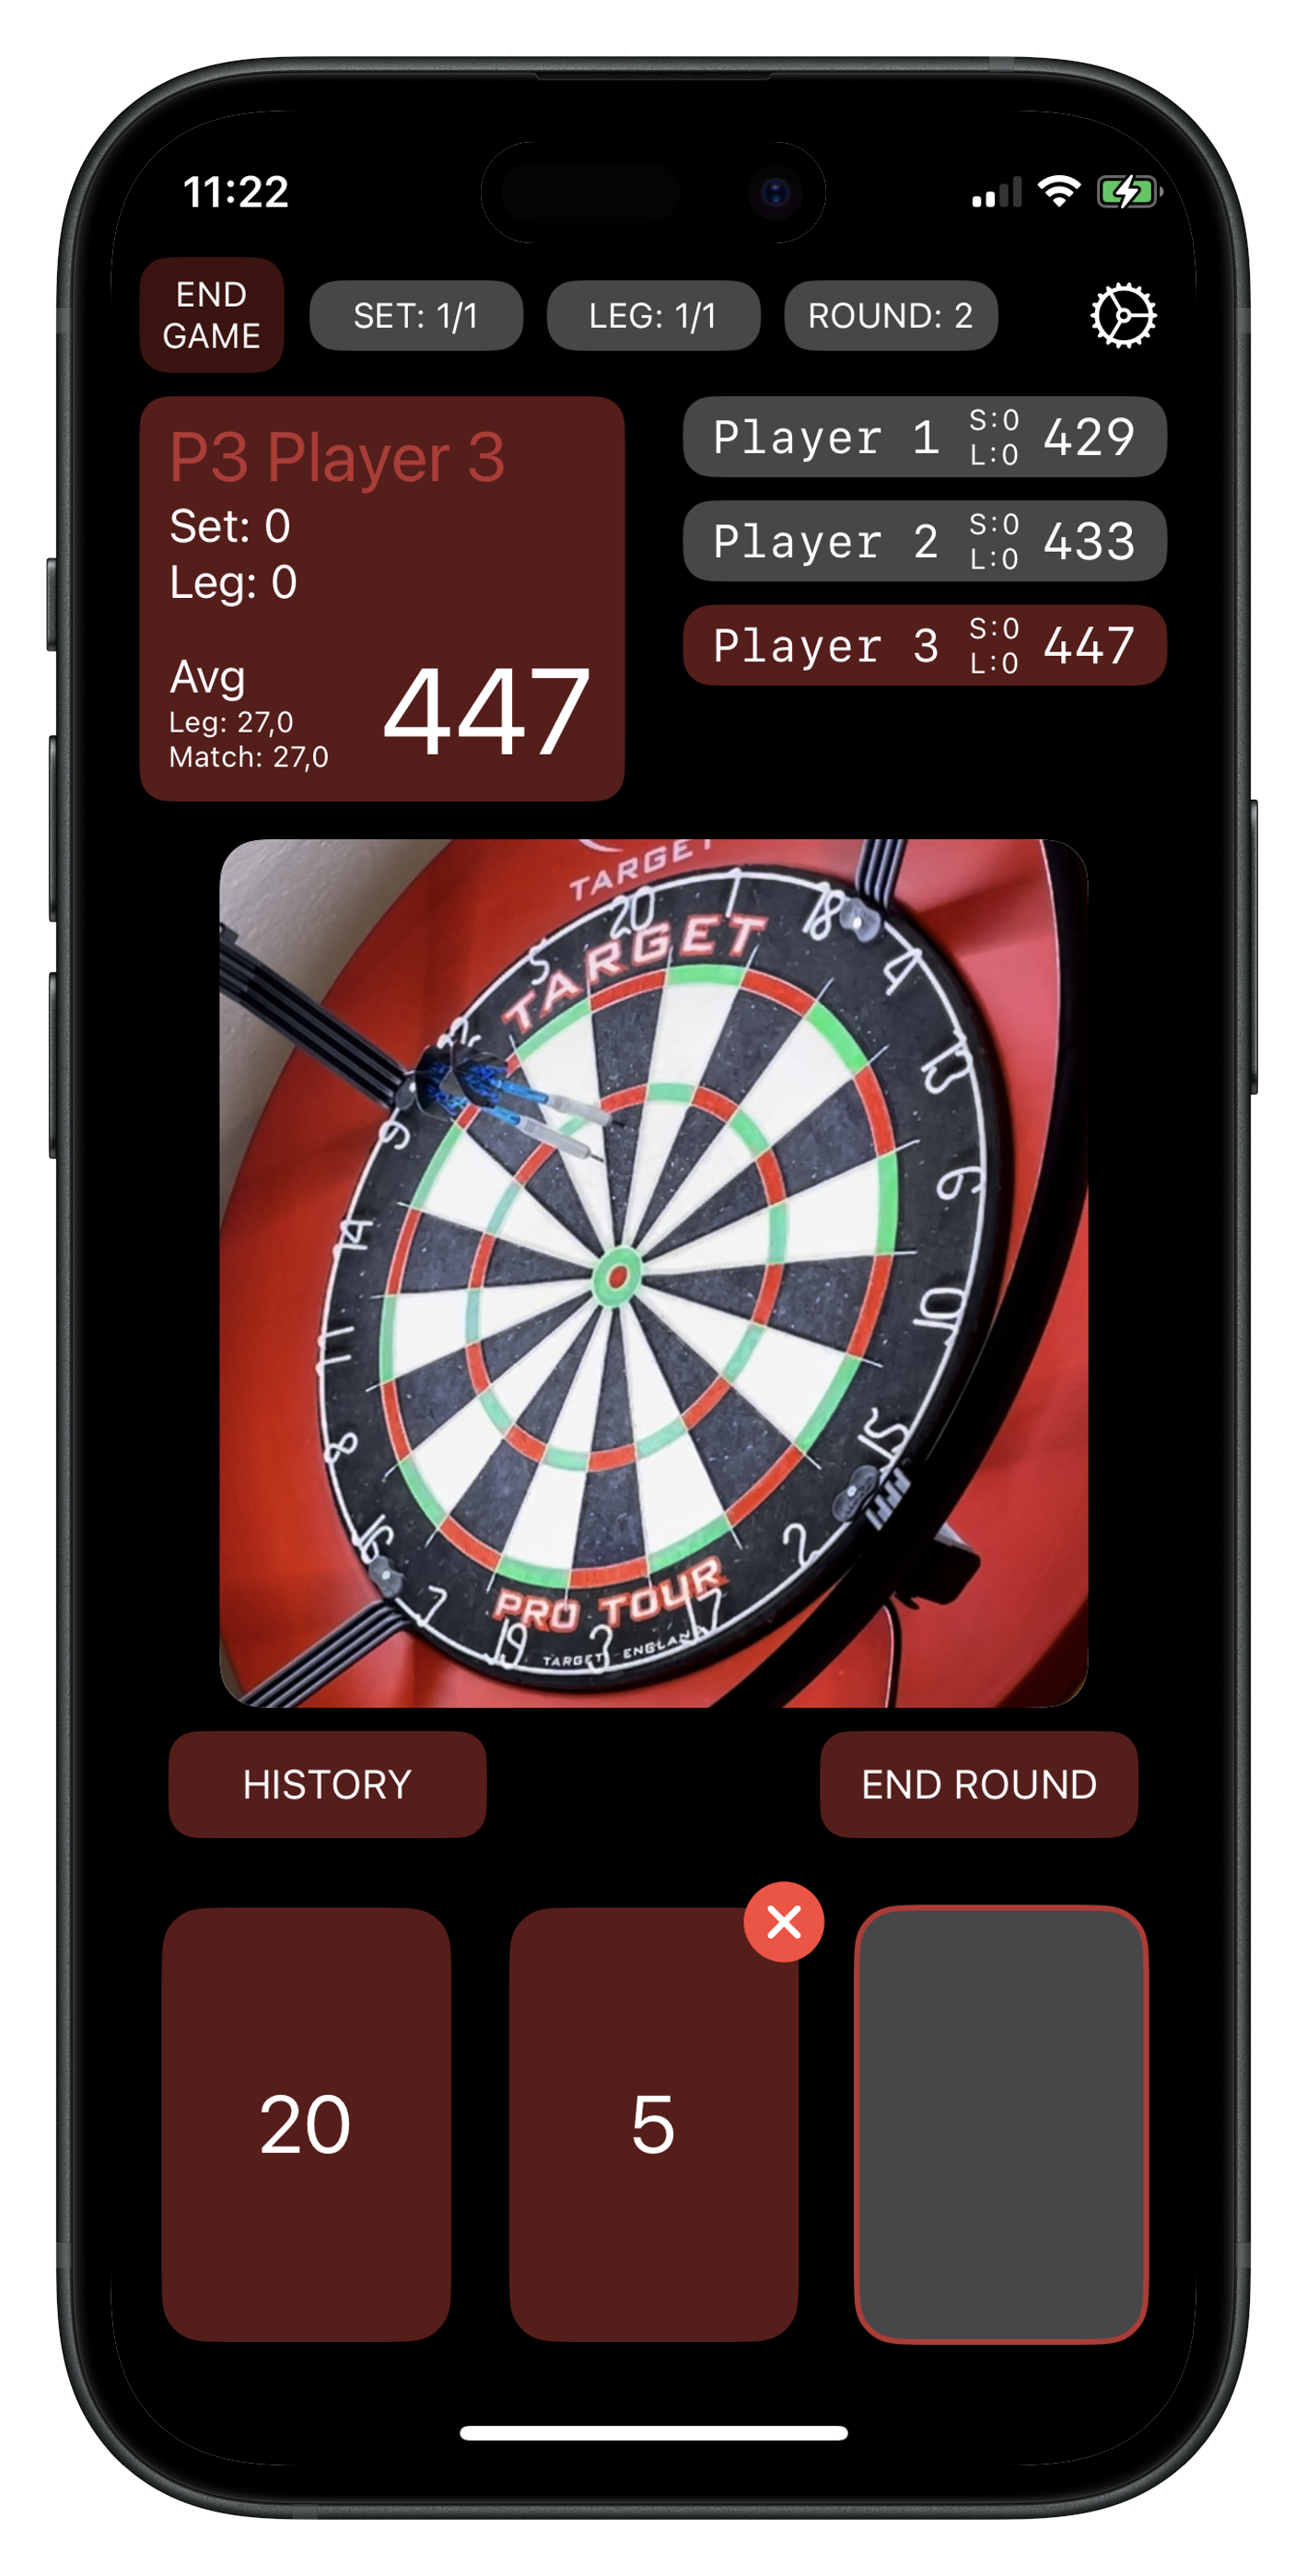 11:22
END
GAME
SET: 1/1
LEG: 1/1
ROUND: 2
P3 Player 3
Set: 0
Leg: 0
Avg
Leg: 27,0
Match: 27,0
447
Player 1 S:0 L:0 429
Player 2 S:0 L:0 433
Player 3 S:0 L:0 447
TARGET
20 1 18 4 13 6 10 15 2 17 3 19 7 16 8 11 14 9 12 5
TARGET
PRO TOUR
TARGET ENGLAND
HISTORY
END ROUND
20
5